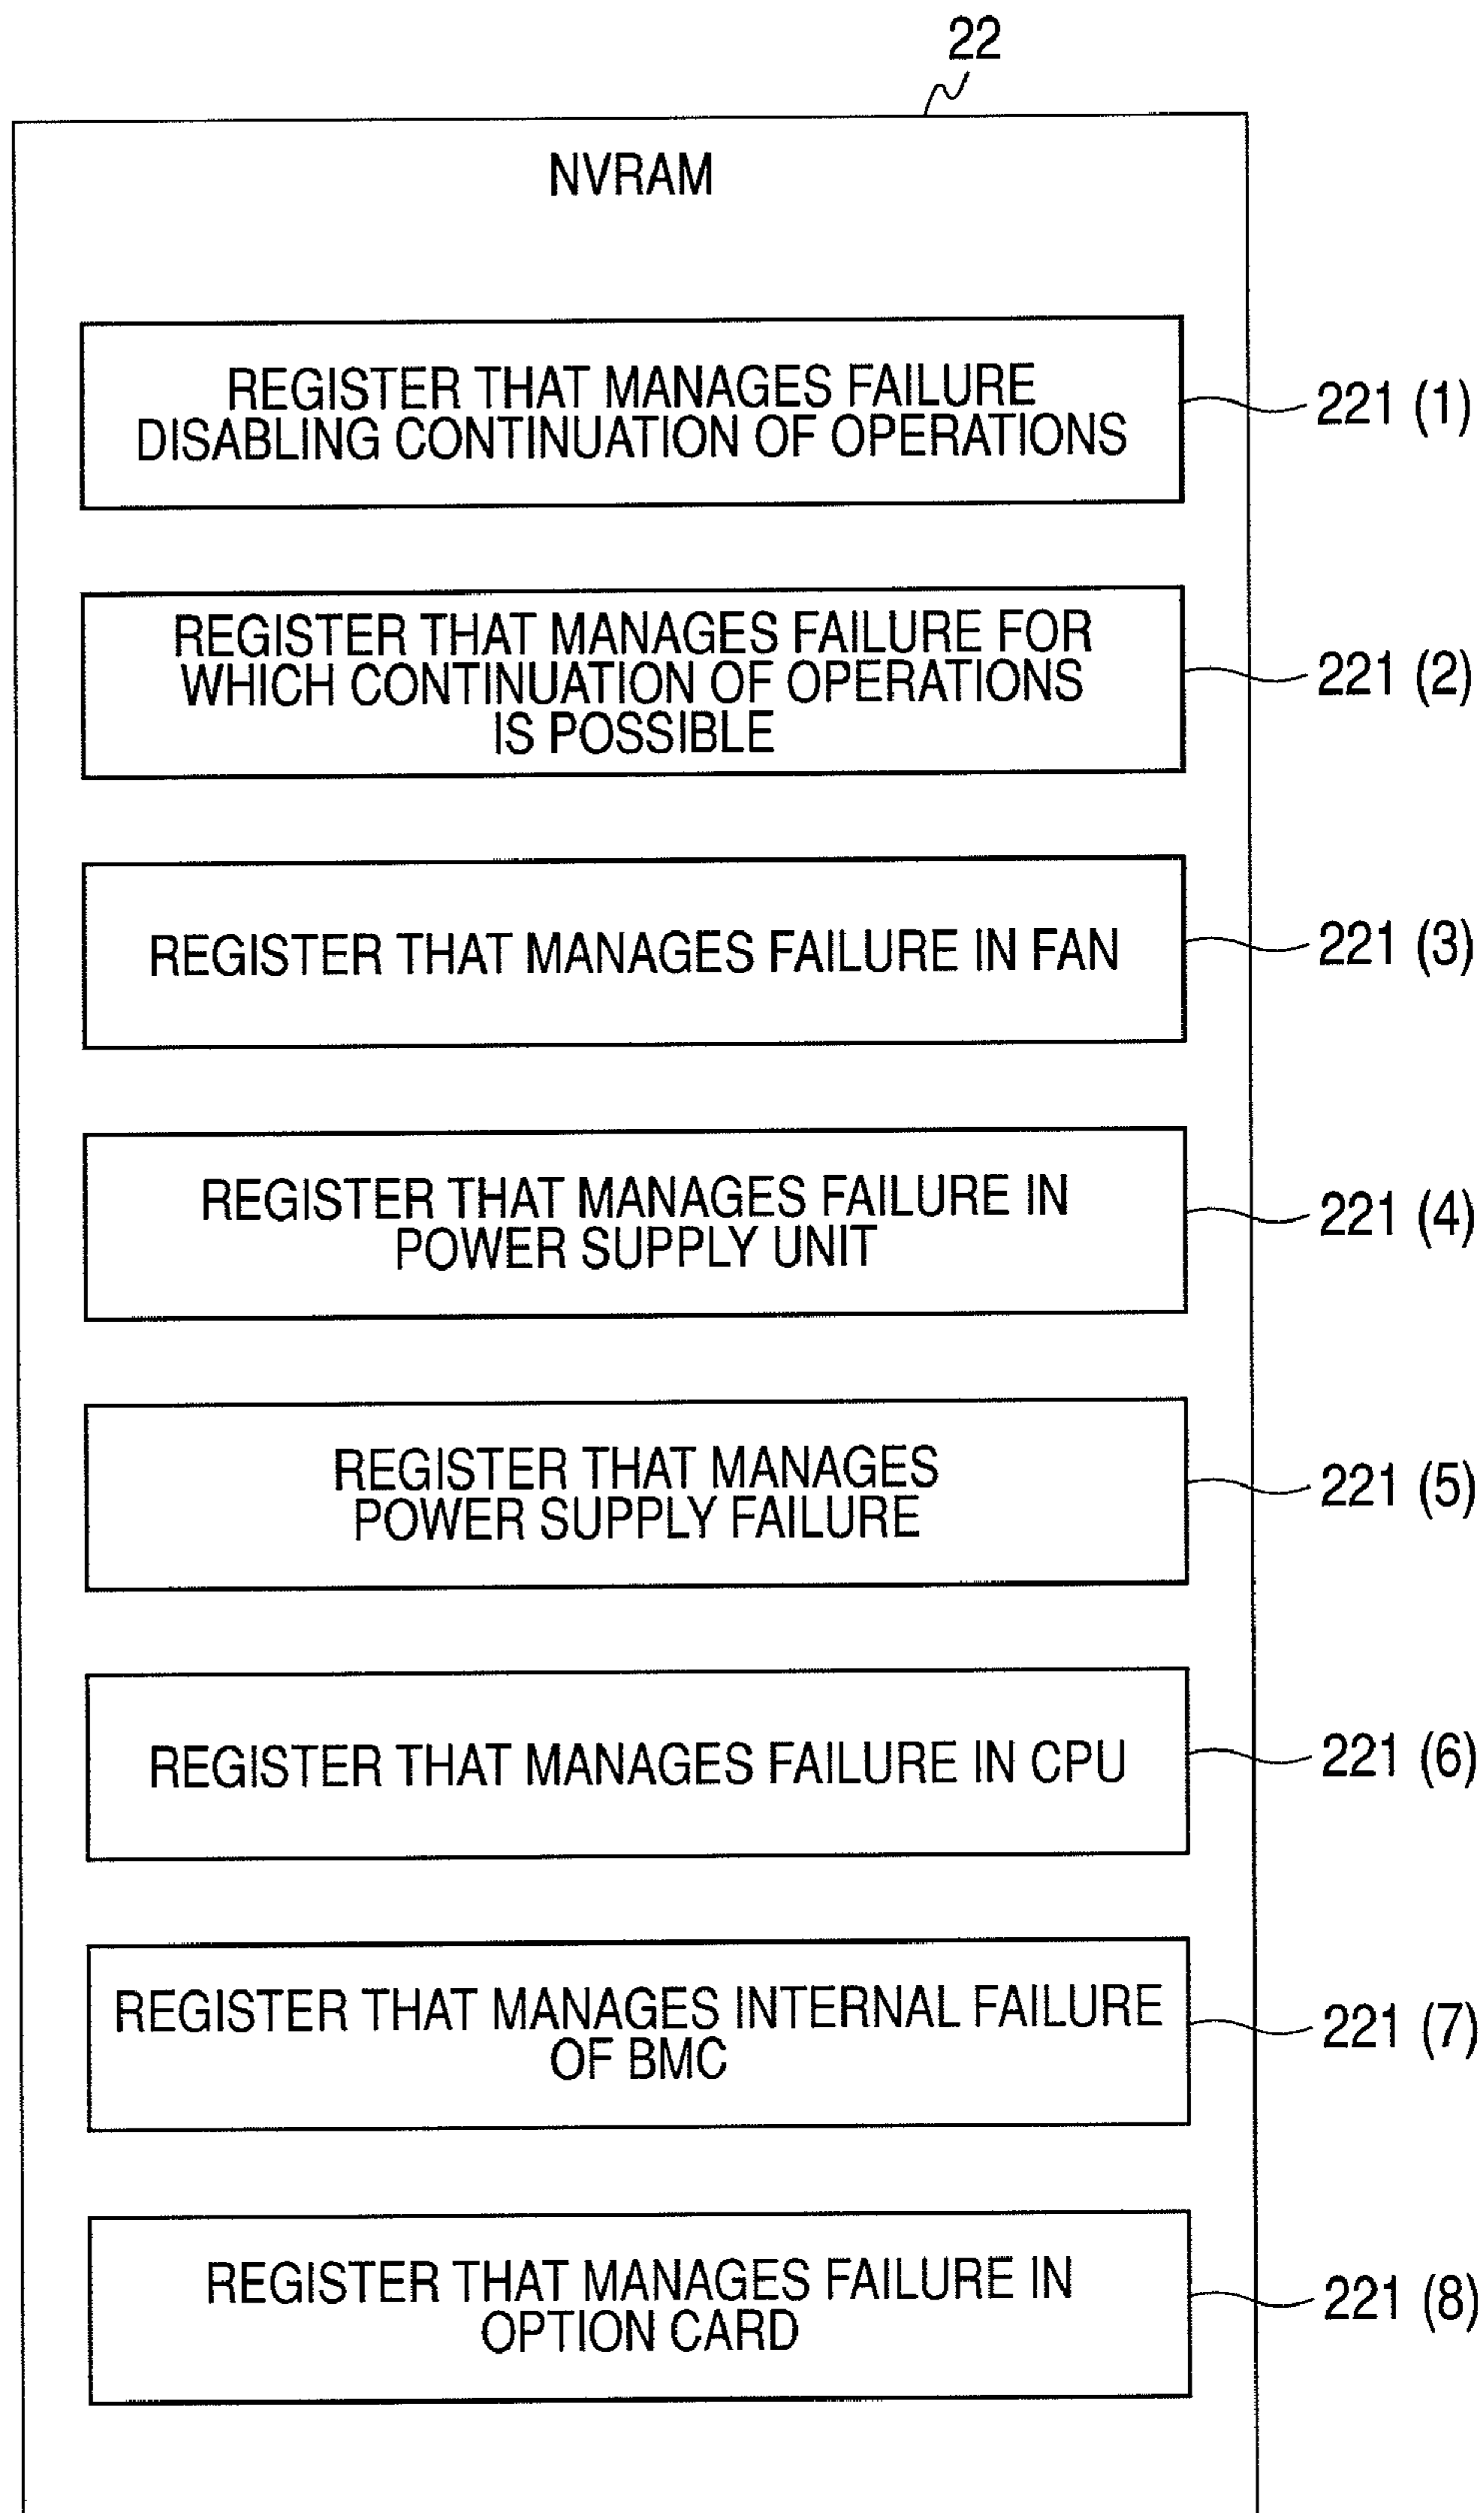 22
NVRAM
REGISTER THAT MANAGES FAILURE
DISABLING CONTINUATION OF OPERATIONS
221 (1)
REGISTER THAT MANAGES FAILURE FOR
WHICH CONTINUATION OF OPERATIONS
IS POSSIBLE
221 (2)
REGISTER THAT MANAGES FAILURE IN FAN
221 (3)
REGISTER THAT MANAGES FAILURE IN
POWER SUPPLY UNIT
221 (4)
REGISTER THAT MANAGES
POWER SUPPLY FAILURE
221 (5)
REGISTER THAT MANAGES FAILURE IN CPU
221 (6)
REGISTER THAT MANAGES INTERNAL FAILURE
OF BMC
221 (7)
REGISTER THAT MANAGES FAILURE IN
OPTION CARD
221 (8)